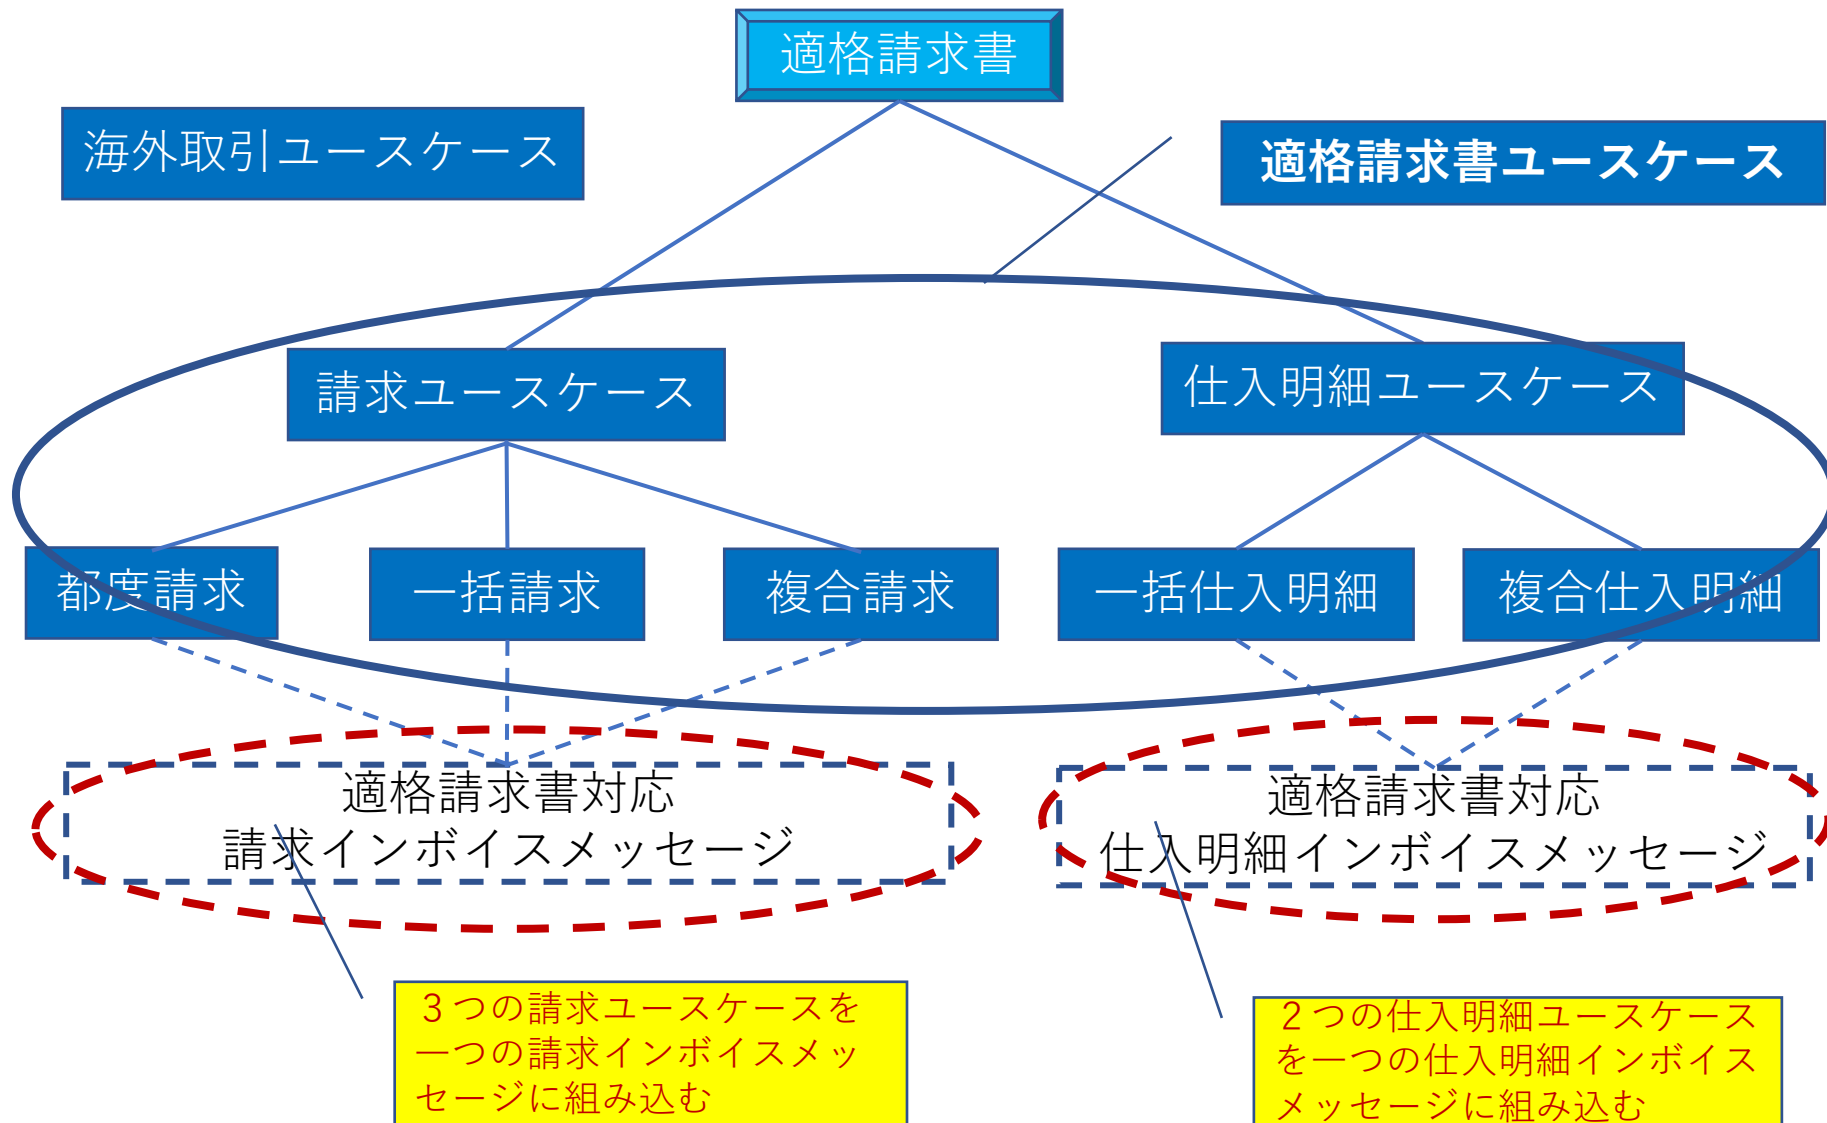 適格請求書
海外取引ユースケース
適格請求書ユースケース
請求ユースケース
仕入明細ユースケース
都度請求
一括請求
複合請求
一括仕入明細
複合仕入明細
適格請求書対応
請求インボイスメッセージ
適格請求書対応
仕入明細インボイスメッセージ
３つの請求ユースケースを
一つの請求インボイスメッ
セージに組み込む
２つの仕入明細ユースケース
を一つの仕入明細インボイス
メッセージに組み込む